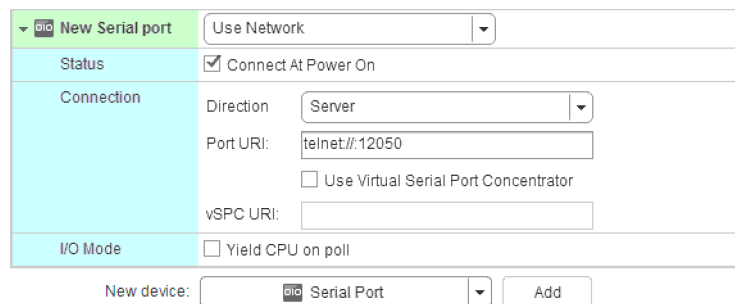 New Serial port Use Network
Status Connect At Power On
Connection Direction Server
Port URI: telnet://:12050
Use Virtual Serial Port Concentrator
vSPC URI:
I/O Mode Yield CPU on poll
New device: Serial Port Add